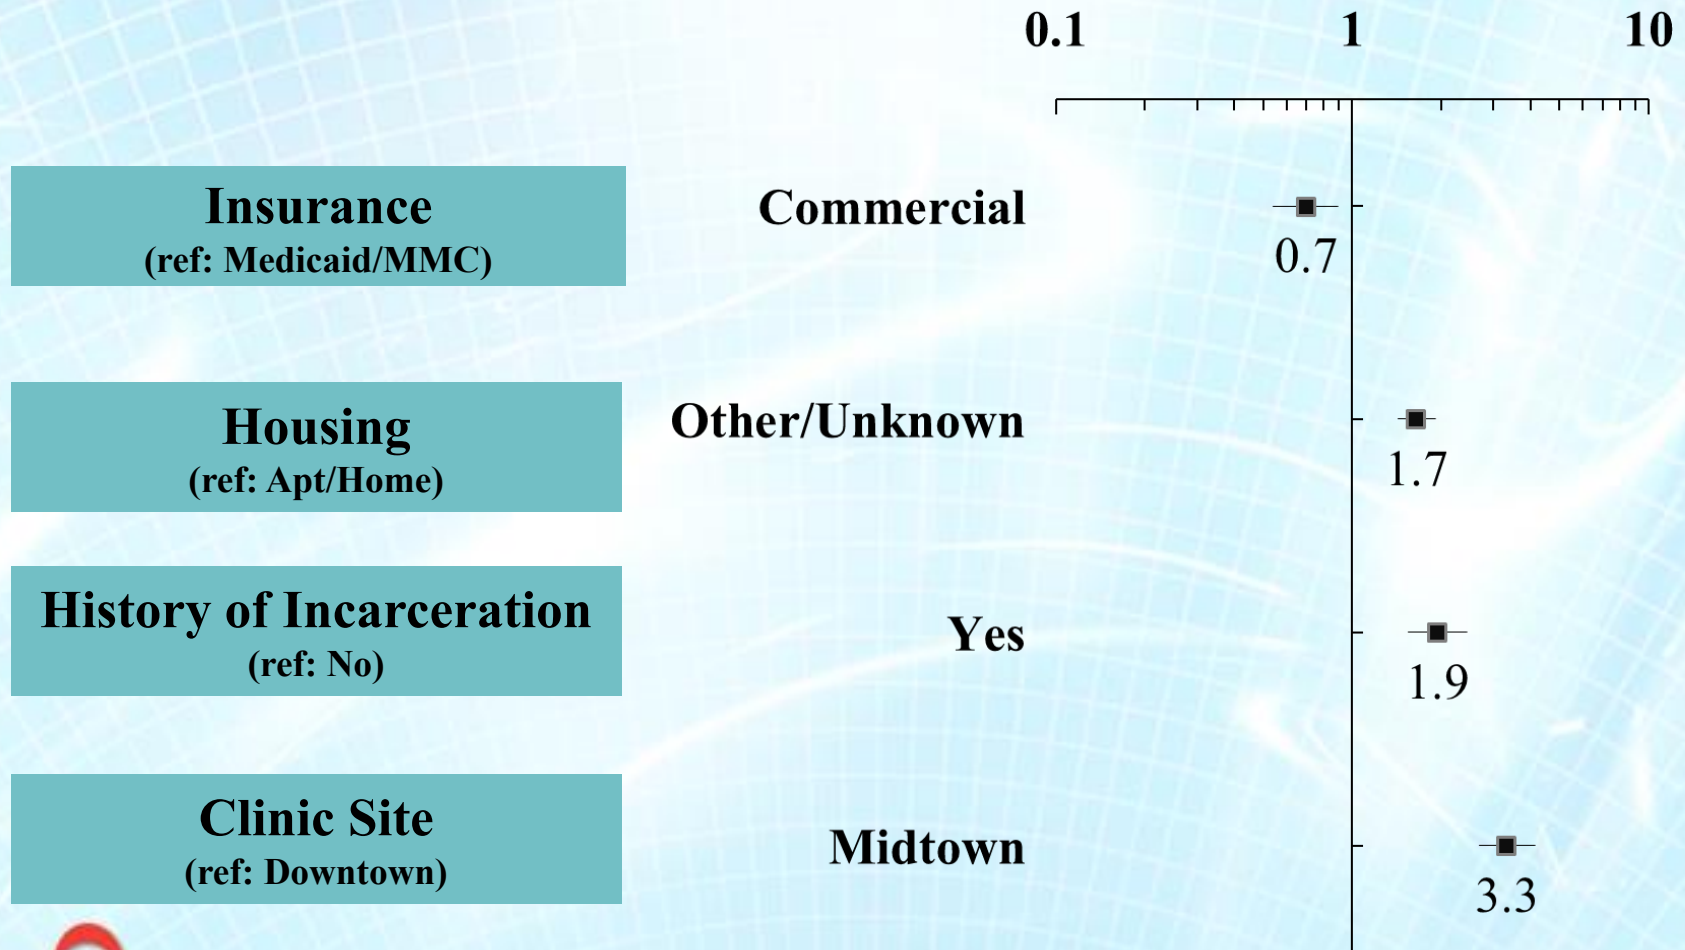 0.1 1 10
Insurance
(ref: Medicaid/MMC)
Commercial
0.7
Housing
(ref: Apt/Home)
Other/Unknown
1.7
History of Incarceration
(ref: No)
Yes
1.9
Clinic Site
(ref: Downtown)
Midtown
3.3